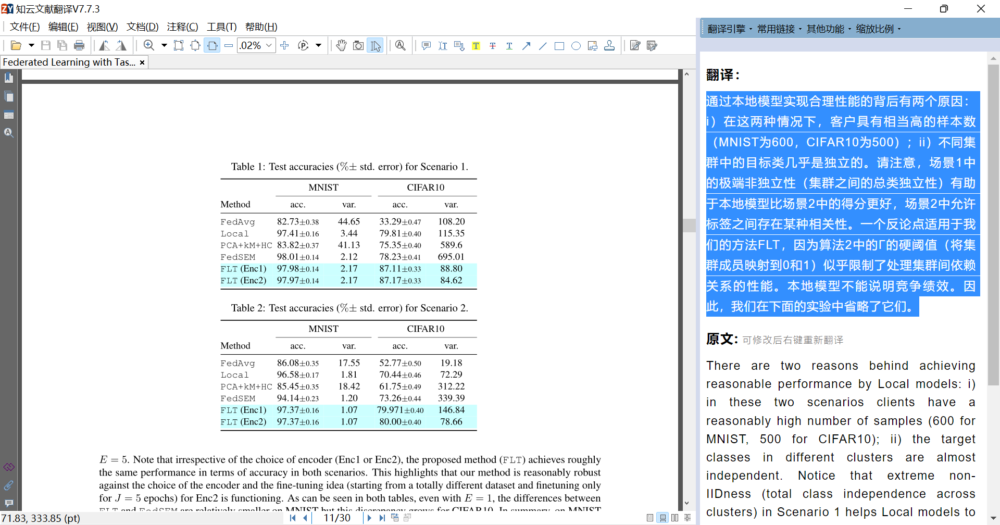 知云文献翻译V7.7.3
文件(F) 编辑(E) 视图(V) 文档(D) 注释(C) 工具(T) 帮助(H)
.02%
Federated Learning with Tas... ×
Table 1: Test accuracies (%± std. error) for Scenario 1.
MNIST CIFAR10
Method acc. var. acc. var.
FedAvg 82.73±0.38 44.65 33.29±0.47 108.20
Local 97.41±0.16 3.44 79.81±0.40 115.35
PCA+kM+HC 83.82±0.37 41.13 75.35±0.40 589.6
FedSEM 98.01±0.14 2.12 78.23±0.41 695.01
FLT (Enc1) 97.98±0.14 2.17 87.11±0.33 88.80
FLT (Enc2) 97.97±0.14 2.17 87.17±0.33 84.62
Table 2: Test accuracies (%± std. error) for Scenario 2.
MNIST CIFAR10
Method acc. var. acc. var.
FedAvg 86.08±0.35 17.55 52.77±0.50 19.18
Local 96.58±0.17 1.81 70.44±0.46 72.29
PCA+kM+HC 85.45±0.35 18.42 61.75±0.49 312.22
FedSEM 94.14±0.23 1.20 73.26±0.44 339.39
FLT (Enc1) 97.37±0.16 1.07 79.971±0.40 146.84
FLT (Enc2) 97.37±0.16 1.07 80.00±0.40 78.66
E = 5. Note that irrespective of the choice of encoder (Enc1 or Enc2), the proposed method (FLT) achieves roughly
the same performance in terms of accuracy in both scenarios. This highlights that our method is reasonably robust
against the choice of the encoder and the fine-tuning idea (starting from a totally different dataset and finetuning only
for J = 5 epochs) for Enc2 is functioning. As can be seen in both tables, even with E = 1, the differences between
FLT and FedSEM are relatively smaller on MNIST but this discrepancy grows for CIFAR10. In summary, on MNIST
71.83, 333.85 (pt)
11/30
翻译引擎 常用链接 其他功能 缩放比例
翻译：
通过本地模型实现合理性能的背后有两个原因：
i）在这两种情况下，客户具有相当高的样本数
（MNIST为600，CIFAR10为500）；ii）不同集
群中的目标类几乎是独立的。请注意，场景1中
的极端非独立性（集群之间的总类独立性）有助
于本地模型比场景2中的得分更好，场景2中允许
标签之间存在某种相关性。一个反论点适用于我
们的方法FLT，因为算法2中的Γ的硬阈值（将集
群成员映射到0和1）似乎限制了处理集群间依赖
关系的性能。本地模型不能说明竞争绩效。因
此，我们在下面的实验中省略了它们。
原文: 可修改后右键重新翻译
There are two reasons behind achieving
reasonable performance by Local models: i)
in these two scenarios clients have a
reasonably high number of samples (600 for
MNIST, 500 for CIFAR10); ii) the target
classes in different clusters are almost
independent. Notice that extreme non-
IIDness (total class independence across
clusters) in Scenario 1 helps Local models to